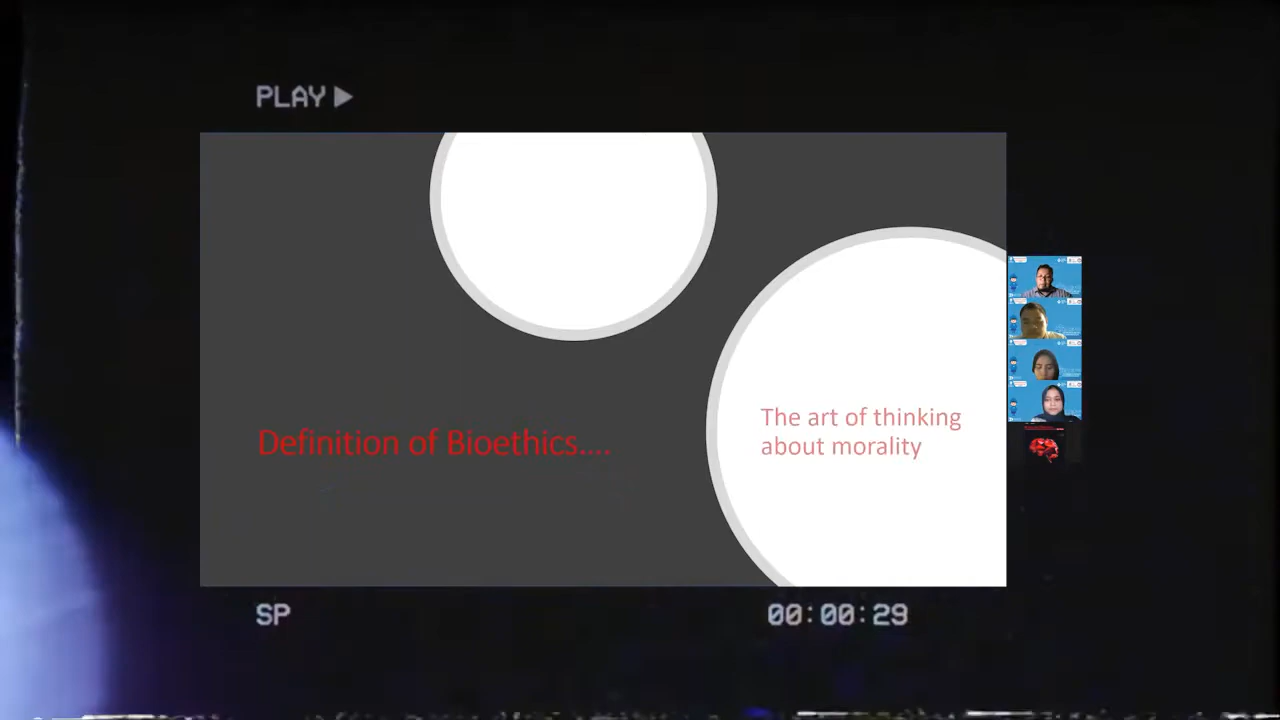 PLAY
Definition of Bioethics....
The art of thinking
about morality
SP
00:00:29